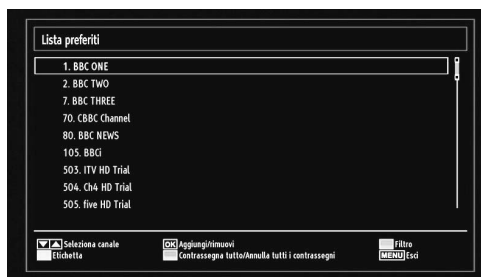 Lista preferiti
1. BBC ONE
2. BBC TWO
7. BBC THREE
70. CBBC Channel
80. BBC NEWS
105. BBCi
503. ITV HD Trial
504. Ch4 HD Trial
505. five HD Trial
Seleziona canale OK Aggiungi/rimuovi Filtro
Etichetta Contrassegna tutto/Annulla tutti i contrassegni MENU Esci